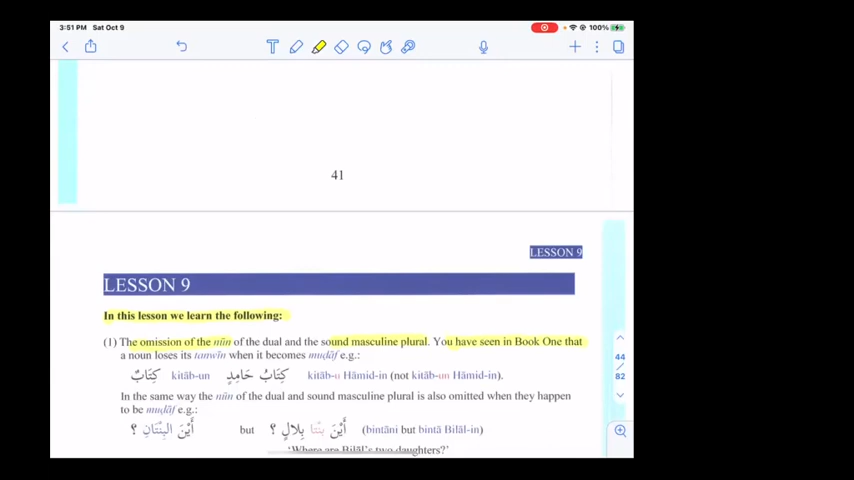 3:51 PM Sat Oct 9
100%
41
LESSON 9
LESSON 9
In this lesson we learn the following:
(1) The omission of the nūn of the dual and the sound masculine plural. You have seen in Book One that
a noun loses its tanwīn when it becomes muḍāf e.g.:
كِتَابٌ kitāb-un كِتَابُ حَامِدٍ kitāb-u Hāmid-in (not kitāb-un Hāmid-in).
In the same way the nūn of the dual and sound masculine plural is also omitted when they happen
to be muḍāf e.g.:
أَيْنَ الْبِنْتَانِ ؟ but أَيْنَ بِنْتَا بِلَالٍ ؟ (bintāni but bintā Bilāl-in)
'Where are Bilāl's two daughters?'
44
82